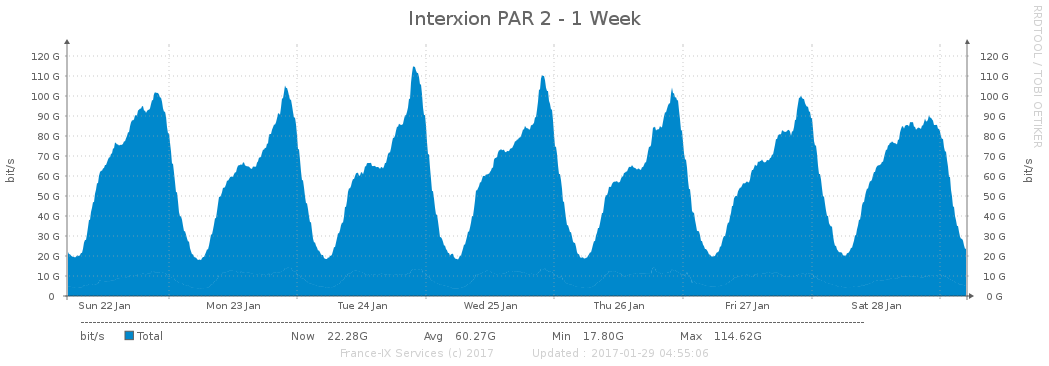 Interxion PAR 2 - 1 Week
RRDTOOL / TOBI OETIKER
120 G 120 G
110 G 110 G
100 G 100 G
90 G 90 G
80 G 80 G
70 G 70 G
60 G 60 G
50 G 50 G
40 G 40 G
30 G 30 G
20 G 20 G
10 G 10 G
0 0 G
bit/s
bit/s
Sun 22 Jan Mon 23 Jan Tue 24 Jan Wed 25 Jan Thu 26 Jan Fri 27 Jan Sat 28 Jan
bit/s Total Now 22.28G Avg 60.27G Min 17.80G Max 114.62G
France-IX Services (c) 2017 Updated : 2017-01-29 04:55:06